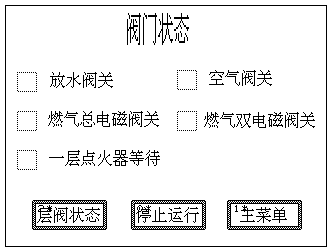 阀门状态
放水阀关 空气阀关
燃气总电磁阀关 燃气双电磁阀关
一层点火器等待
层阀状态 停止运行 主菜单